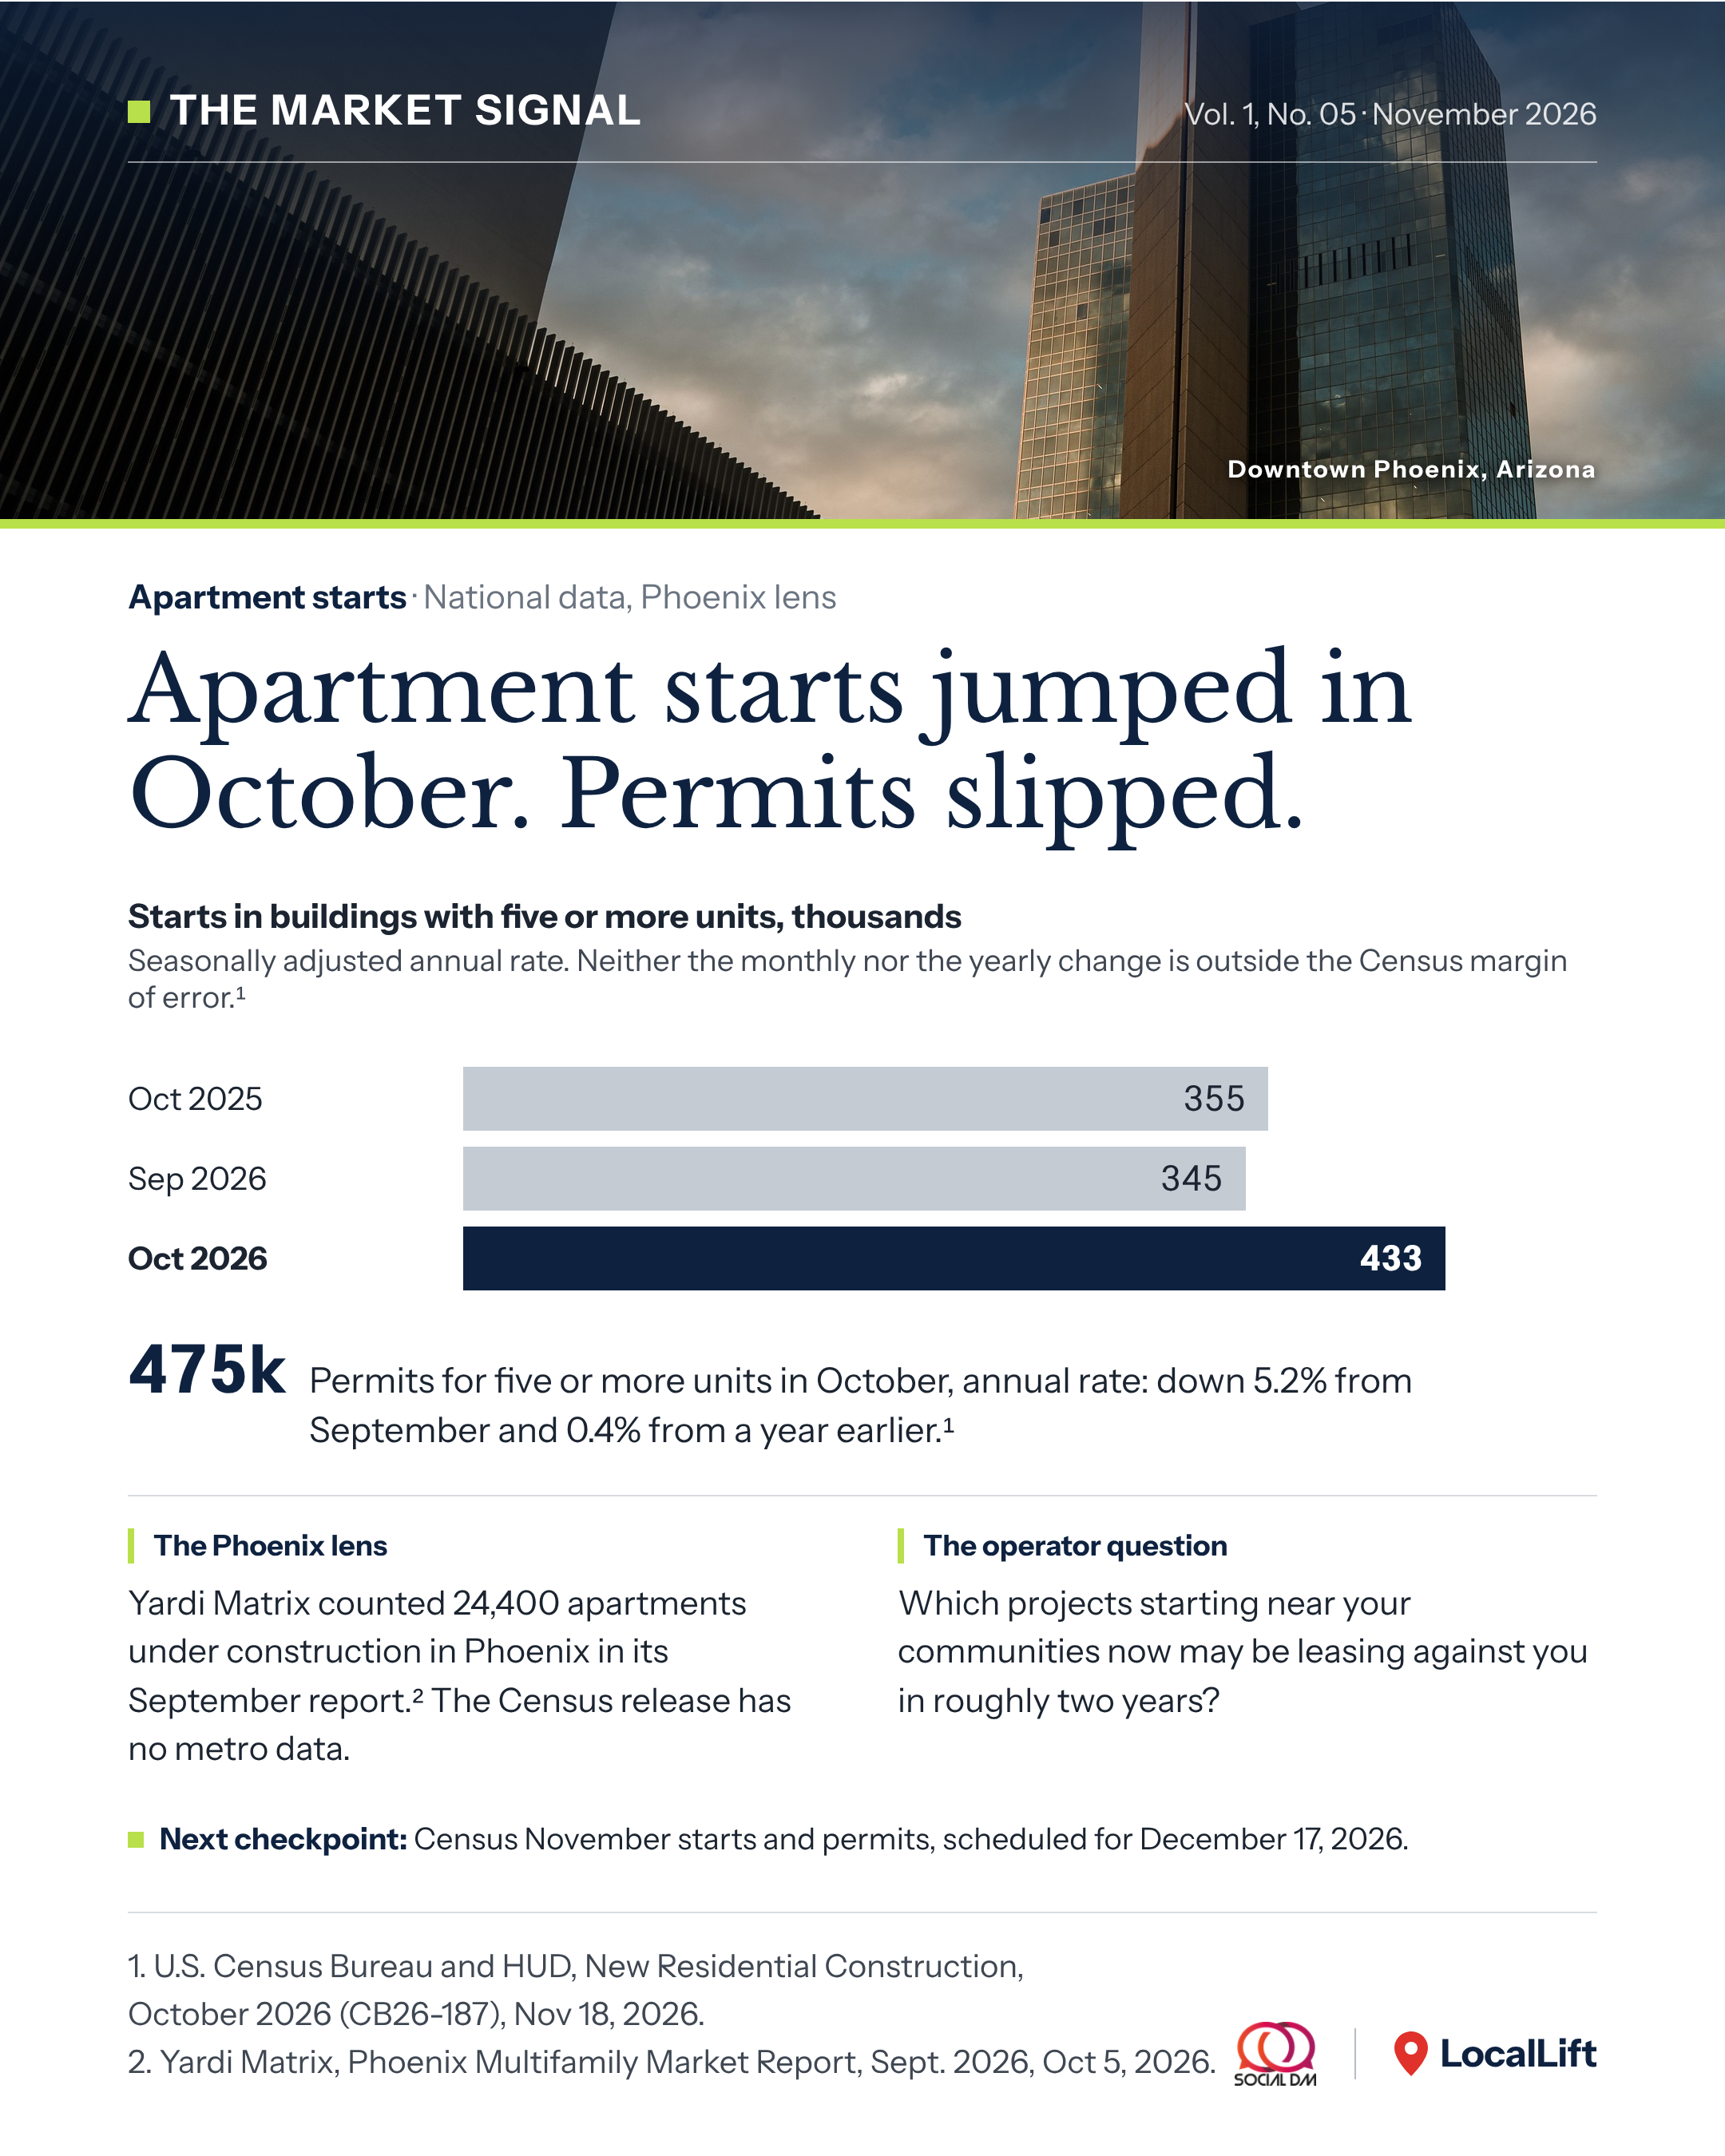 THE MARKET SIGNAL
Vol. 1, No. 05 · November 2026
Downtown Phoenix, Arizona
Apartment starts · National data, Phoenix lens
Apartment starts jumped in
October. Permits slipped.
Starts in buildings with five or more units, thousands
Seasonally adjusted annual rate. Neither the monthly nor the yearly change is outside the Census margin
of error.¹
Oct 2025
355
Sep 2026
345
Oct 2026
433
475k
Permits for five or more units in October, annual rate: down 5.2% from
September and 0.4% from a year earlier.¹
The Phoenix lens
Yardi Matrix counted 24,400 apartments
under construction in Phoenix in its
September report.² The Census release has
no metro data.
The operator question
Which projects starting near your
communities now may be leasing against you
in roughly two years?
Next checkpoint: Census November starts and permits, scheduled for December 17, 2026.
1. U.S. Census Bureau and HUD, New Residential Construction,
October 2026 (CB26-187), Nov 18, 2026.
2. Yardi Matrix, Phoenix Multifamily Market Report, Sept. 2026, Oct 5, 2026.
SOCIAL DM
LocalLift